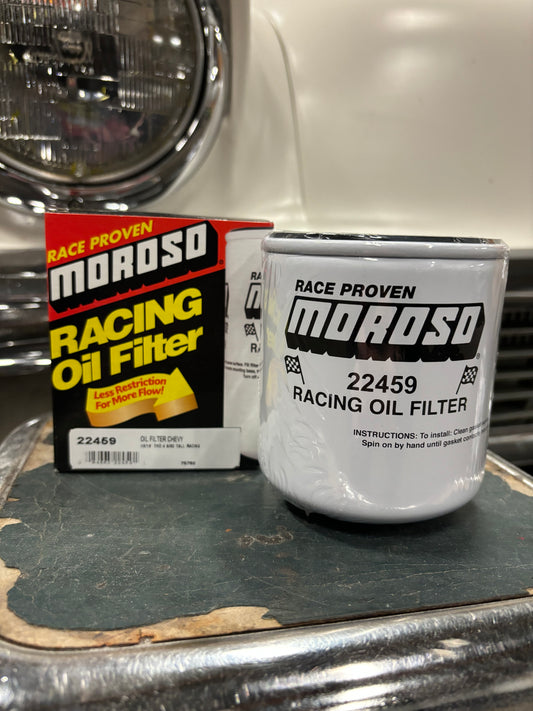 RACE PROVEN
MOROSO
RACING
Oil Filter
Less Restriction
For More Flow!
22459
OIL FILTER CHEVY
RACE PROVEN
MOROSO
22459
RACING OIL FILTER
INSTRUCTIONS: To install: Clean
Spin on by hand until gasket